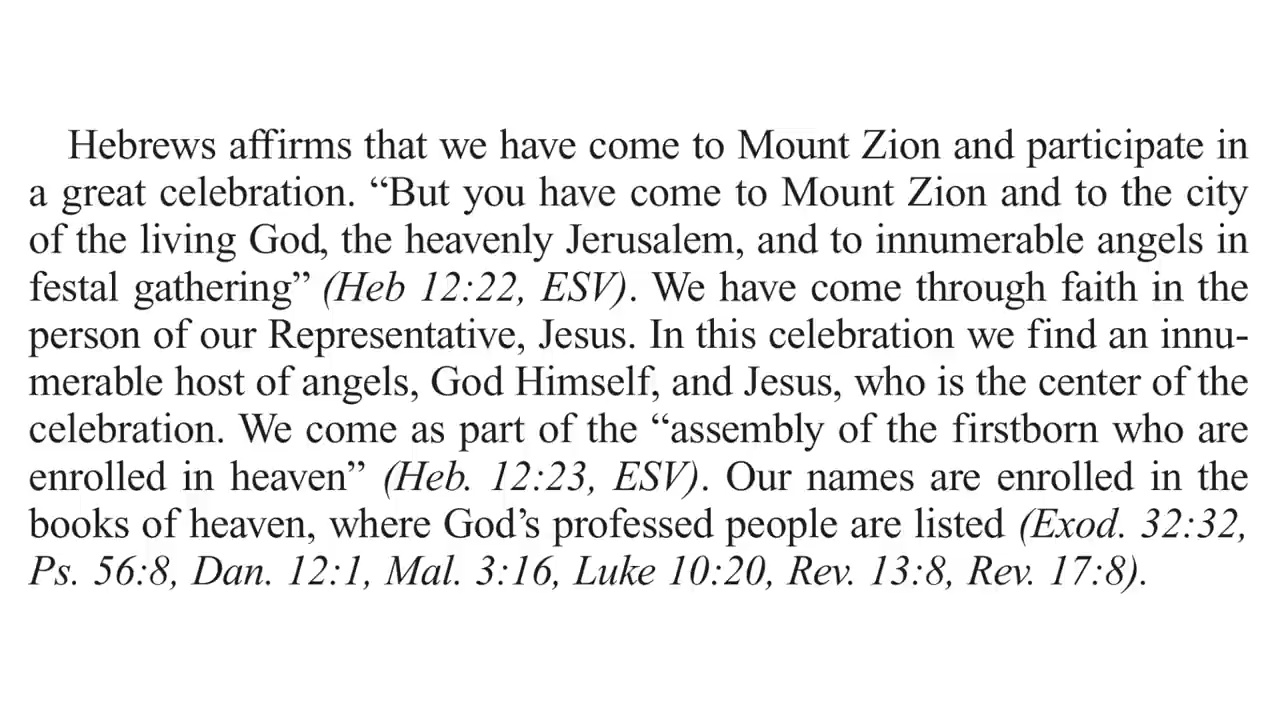 Hebrews affirms that we have come to Mount Zion and participate in
a great celebration. “But you have come to Mount Zion and to the city
of the living God, the heavenly Jerusalem, and to innumerable angels in
festal gathering” (Heb 12:22, ESV). We have come through faith in the
person of our Representative, Jesus. In this celebration we find an innu-
merable host of angels, God Himself, and Jesus, who is the center of the
celebration. We come as part of the “assembly of the firstborn who are
enrolled in heaven” (Heb. 12:23, ESV). Our names are enrolled in the
books of heaven, where God’s professed people are listed (Exod. 32:32,
Ps. 56:8, Dan. 12:1, Mal. 3:16, Luke 10:20, Rev. 13:8, Rev. 17:8).